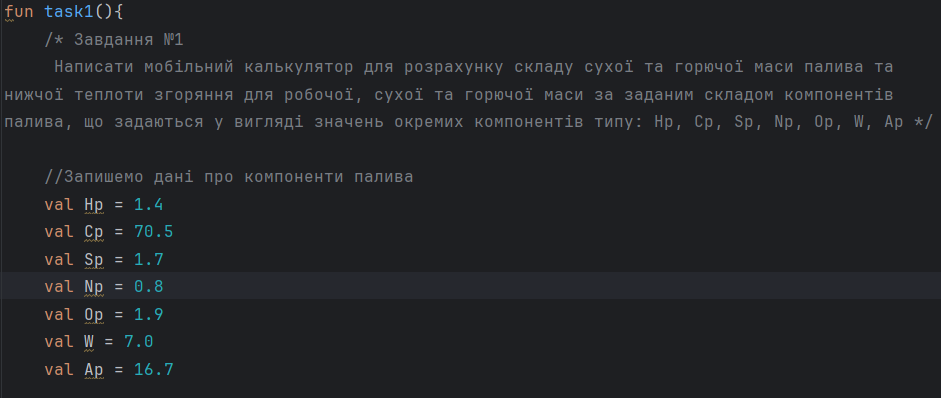 fun task1(){
/* Завдання №1
Написати мобільний калькулятор для розрахунку складу сухої та горючої маси палива та
нижчої теплоти згоряння для робочої, сухої та горючої маси за заданим складом компонентів
палива, що задаються у вигляді значень окремих компонентів типу: Hp, Cp, Sp, Np, Op, W, Ap */
//Запишемо дані про компоненти палива
val Hp = 1.4
val Cp = 70.5
val Sp = 1.7
val Np = 0.8
val Op = 1.9
val W = 7.0
val Ap = 16.7